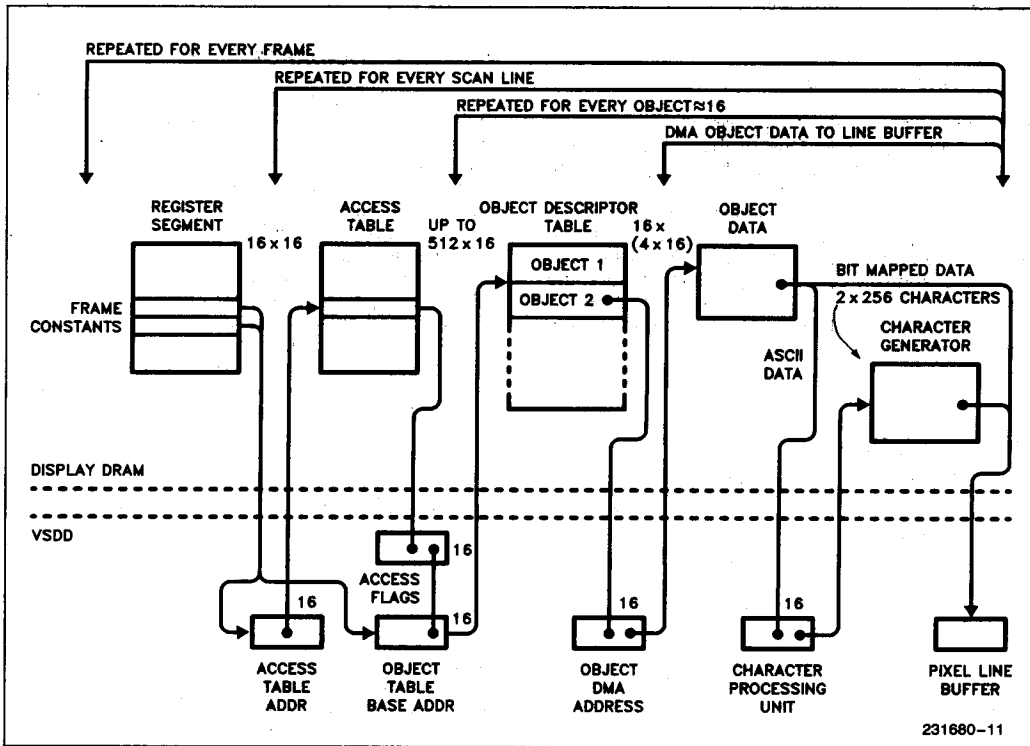 REPEATED FOR EVERY FRAME
REPEATED FOR EVERY SCAN LINE
REPEATED FOR EVERY OBJECT≈16
DMA OBJECT DATA TO LINE BUFFER
REGISTER
SEGMENT
16 x 16
ACCESS
TABLE
UP TO
512 x 16
OBJECT DESCRIPTOR
TABLE
16 x
(4 x 16)
OBJECT
DATA
OBJECT 1
OBJECT 2
FRAME
CONSTANTS
BIT MAPPED DATA
2 x 256 CHARACTERS
CHARACTER
GENERATOR
ASCII
DATA
DISPLAY DRAM
VSDD
16
ACCESS
FLAGS
16
16
16
16
ACCESS
TABLE
ADDR
OBJECT
TABLE
BASE ADDR
OBJECT
DMA
ADDRESS
CHARACTER
PROCESSING
UNIT
PIXEL LINE
BUFFER
231680-11